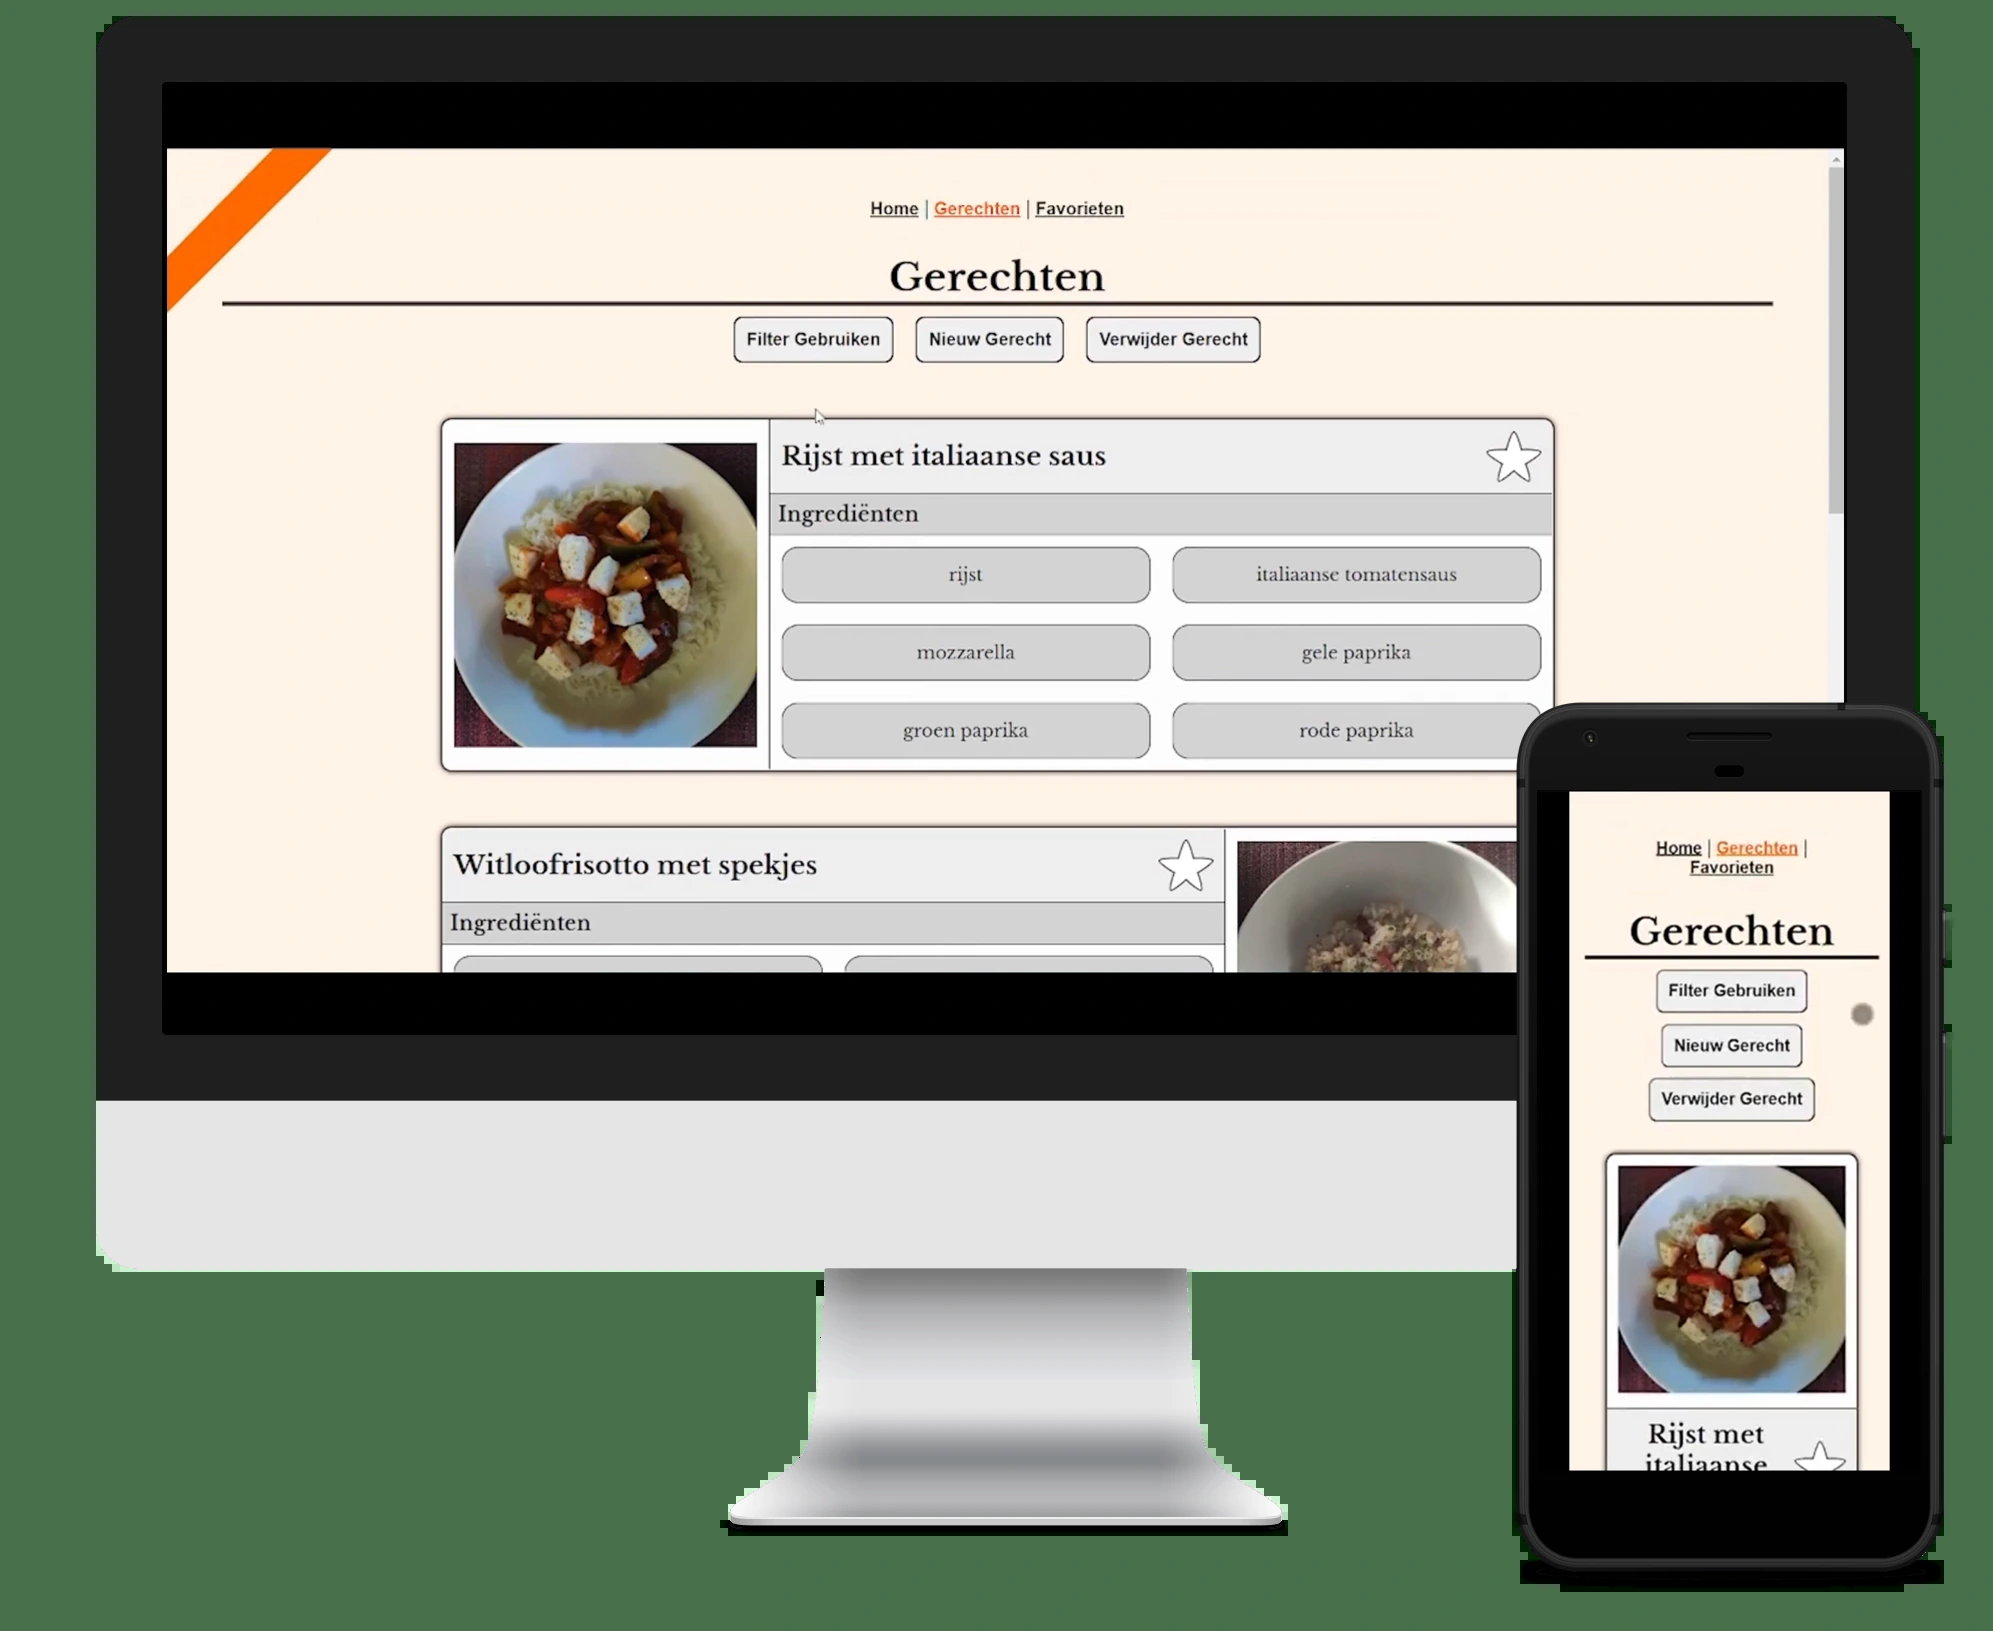 Home | Gerechten | Favorieten
Gerechten
Filter Gebruiken
Nieuw Gerecht
Verwijder Gerecht
Rijst met italiaanse saus
Ingrediënten
rijst
italiaanse tomatensaus
mozzarella
gele paprika
groen paprika
rode paprika
Witloofrisotto met spekjes
Ingrediënten
Home | Gerechten |
Favorieten
Gerechten
Filter Gebruiken
Nieuw Gerecht
Verwijder Gerecht
Rijst met
italiaanse